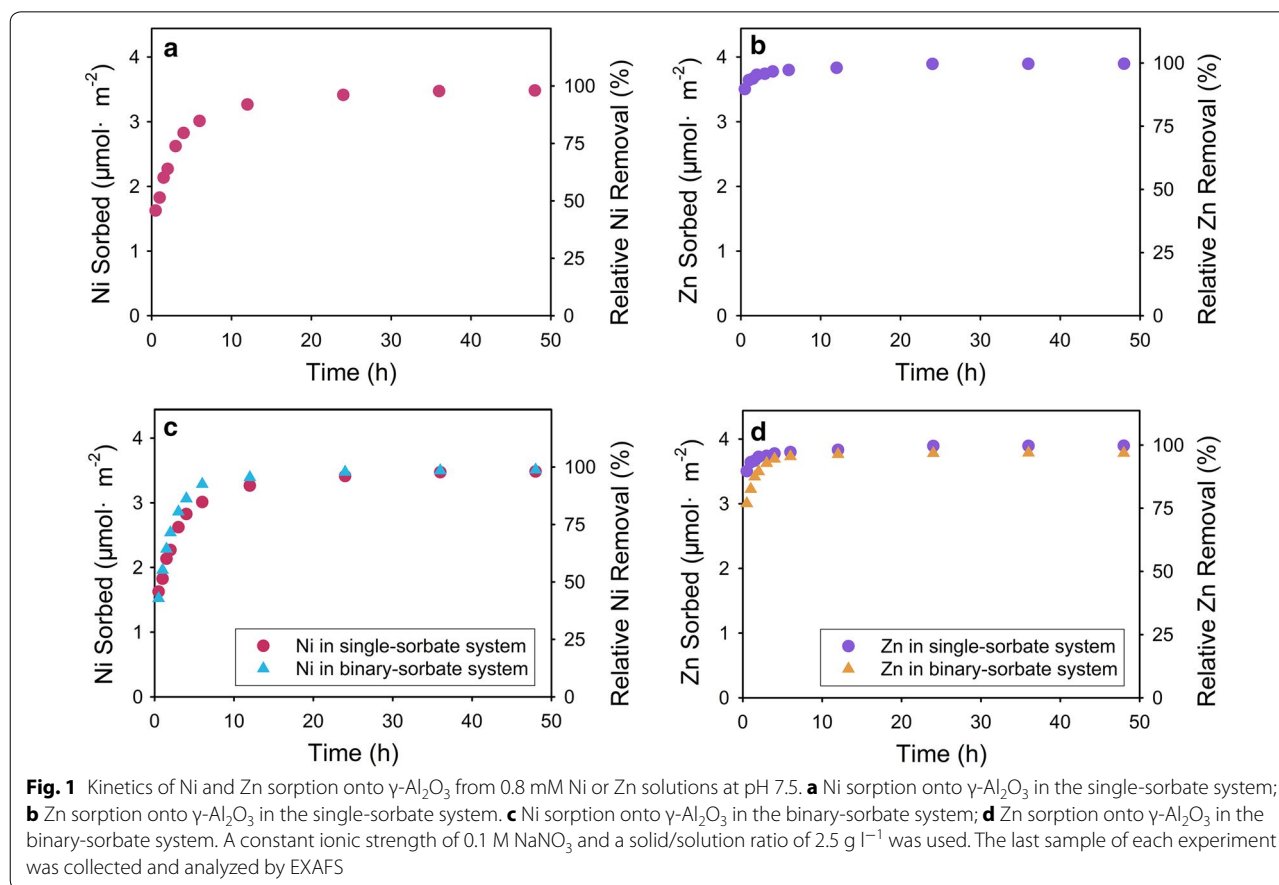 a
Ni Sorbed (µmol· m⁻²)
4
3
2
1
0
Relative Ni Removal (%)
100
75
50
25
0
0 10 20 30 40 50
Time (h)
b
Zn Sorbed (µmol· m⁻²)
4
3
2
1
0
Relative Zn Removal (%)
100
75
50
25
0
0 10 20 30 40 50
Time (h)
c
Ni Sorbed (µmol· m⁻²)
4
3
2
1
0
Relative Ni Removal (%)
100
75
50
25
0
Ni in single-sorbate system
Ni in binary-sorbate system
0 10 20 30 40 50
Time (h)
d
Zn Sorbed (µmol· m⁻²)
4
3
2
1
0
Relative Zn Removal (%)
100
75
50
25
0
Zn in single-sorbate system
Zn in binary-sorbate system
0 10 20 30 40 50
Time (h)
Fig. 1 Kinetics of Ni and Zn sorption onto γ-Al₂O₃ from 0.8 mM Ni or Zn solutions at pH 7.5. a Ni sorption onto γ-Al₂O₃ in the single-sorbate system;
b Zn sorption onto γ-Al₂O₃ in the single-sorbate system. c Ni sorption onto γ-Al₂O₃ in the binary-sorbate system; d Zn sorption onto γ-Al₂O₃ in the
binary-sorbate system. A constant ionic strength of 0.1 M NaNO₃ and a solid/solution ratio of 2.5 g l⁻¹ was used. The last sample of each experiment
was collected and analyzed by EXAFS